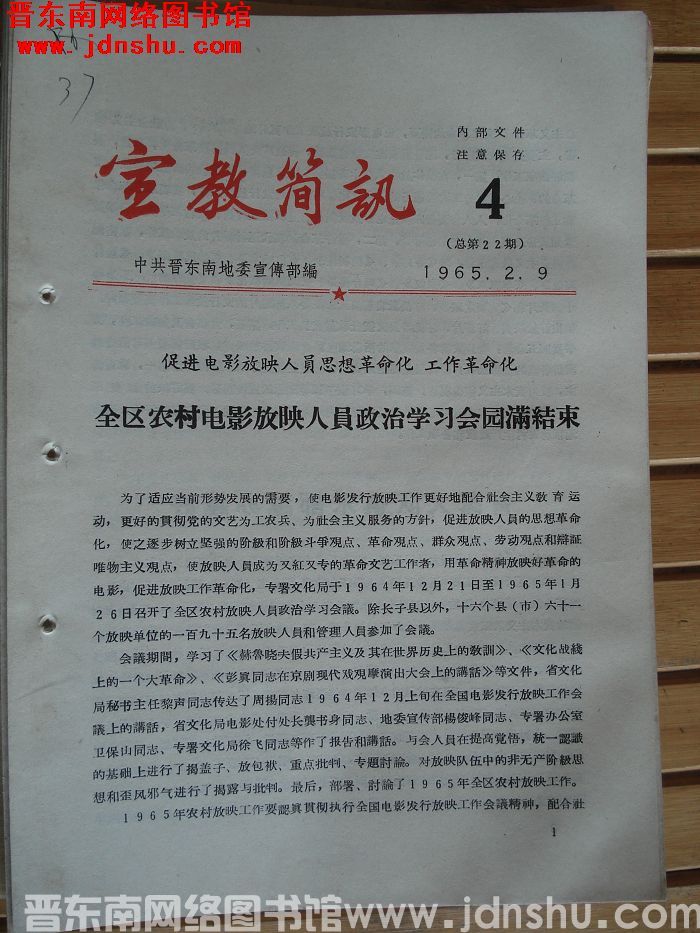 晋东南网络图书馆
www.jdnshu.com
37
内部文件
注意保存
宣教简訊
4
(总第22期)
中共晉东南地委宣傳部編
1965.2.9
促进电影放映人員思想革命化 工作革命化
全区农村电影放映人員政治学习会园滿結束
为了适应当前形势发展的需要，使电影发行放映工作更好地配合社会主义敎育运
动，更好的貫彻党的文艺为工农兵、为社会主义服务的方針，促进放映人員的思想革命
化，使之逐步树立坚强的阶級和阶級斗爭观点、革命观点、群众观点、劳动观点和辯証
唯物主义观点，使放映人員成为又紅又专的革命文艺工作者，用革命精神放映好革命的
电影，促进放映工作革命化，专署文化局于1964年12月21日至1965年1月
26日召开了全区农村放映人員政治学习会議。除长子县以外，十六个县（市）六十一
个放映单位的一百九十五名放映人員和管理人員参加了会議。
会議期間，学习了《赫魯晓夫假共产主义及其在世界历史上的敎訓》、《文化战綫
上的一个大革命》、《彭真同志在京剧现代戏观摩演出大会上的講話》等文件，省文化
局秘书主任黎声同志传达了周揚同志1964年12月上旬在全国电影发行放映工作会
議上的講話，省文化局电影处付处长龔书身同志、地委宣传部楊俊峰同志、专署办公室
卫保山同志、专署文化局徐飞同志等作了报告和講話。与会人員在提高覚悟，統一認識
的基础上进行了揭盖子、放包袱、重点批判、专題討論。对放映队伍中的非无产阶級思
想和歪风邪气进行了揭露与批判。最后，部署、討論了1965年全区农村放映工作。
1965年农村放映工作要認真貫彻执行全国电影发行放映工作会議精神，配合社
1
晋东南网络图书馆www.jdnshu.com